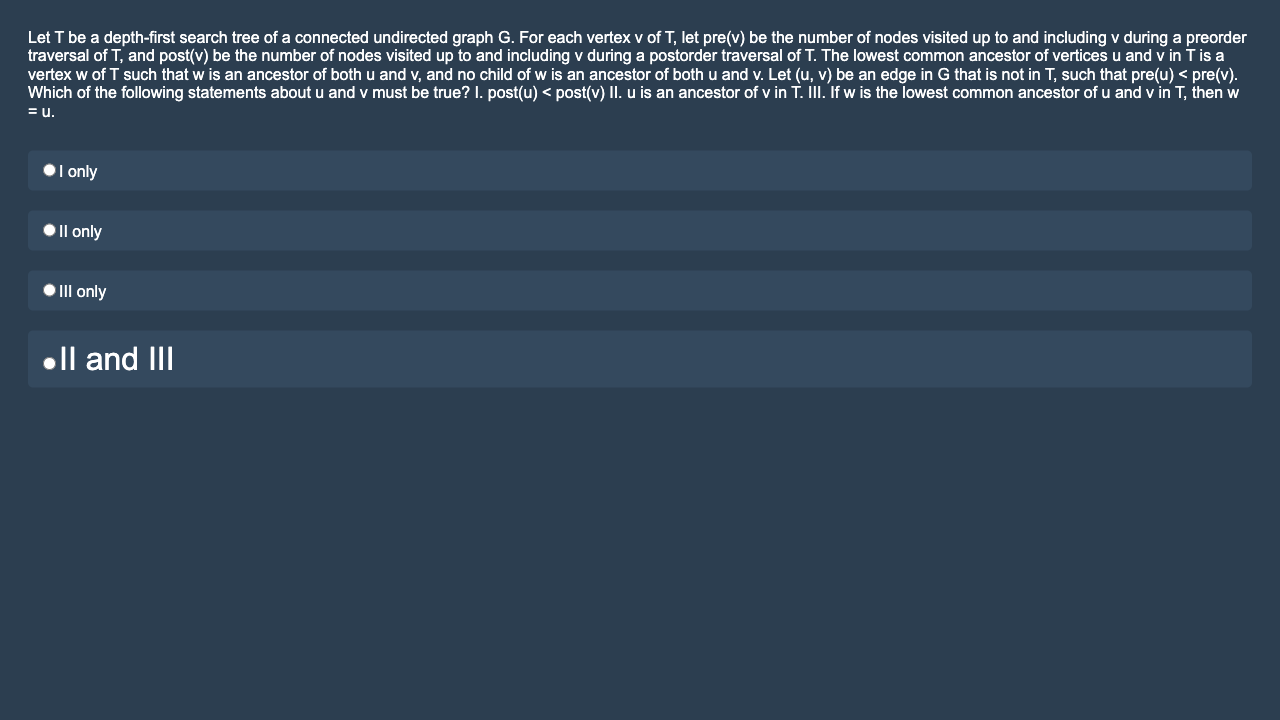 Let T be a depth-first search tree of a connected undirected graph G. For each vertex v of T, let pre(v) be the number of nodes visited up to and including v during a preorder
traversal of T, and post(v) be the number of nodes visited up to and including v during a postorder traversal of T. The lowest common ancestor of vertices u and v in T is a
vertex w of T such that w is an ancestor of both u and v, and no child of w is an ancestor of both u and v. Let (u, v) be an edge in G that is not in T, such that pre(u) < pre(v).
Which of the following statements about u and v must be true? I. post(u) < post(v) II. u is an ancestor of v in T. III. If w is the lowest common ancestor of u and v in T, then w
= u.
I only
II only
III only
II and III